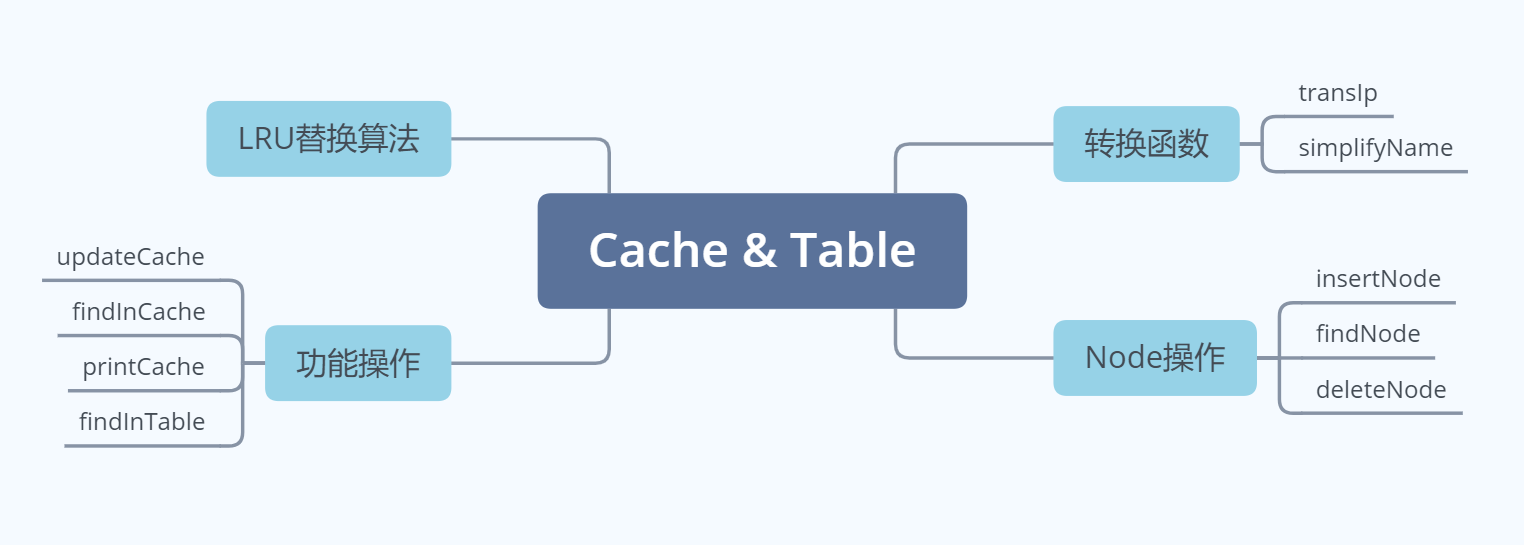 Cache & Table
转换函数
transIp
simplifyName
Node操作
insertNode
findNode
deleteNode
LRU替换算法
功能操作
updateCache
findInCache
printCache
findInTable